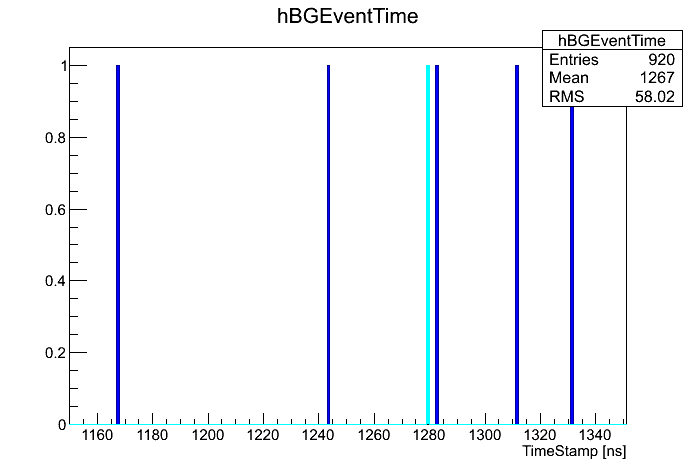 hBGEventTime
hBGEventTime
Entries 920
Mean 1267
RMS 58.02
1
0.8
0.6
0.4
0.2
0
1160 1180 1200 1220 1240 1260 1280 1300 1320 1340
TimeStamp [ns]